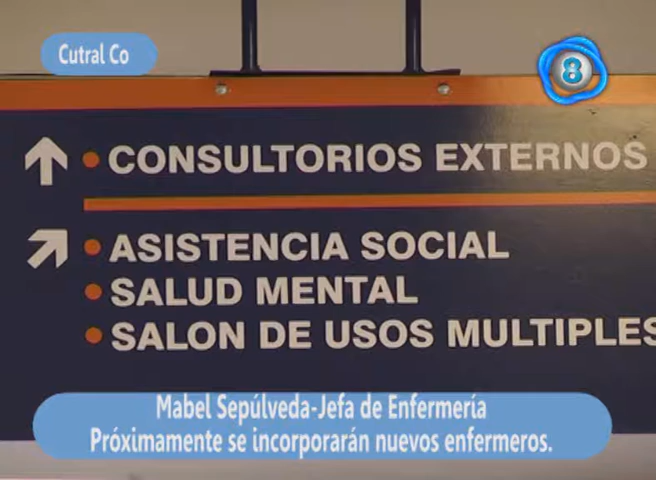 Cutral Co
8
CONSULTORIOS EXTERNOS
ASISTENCIA SOCIAL
SALUD MENTAL
SALON DE USOS MULTIPLES
Mabel Sepúlveda-Jefa de Enfermería
Próximamente se incorporarán nuevos enfermeros.